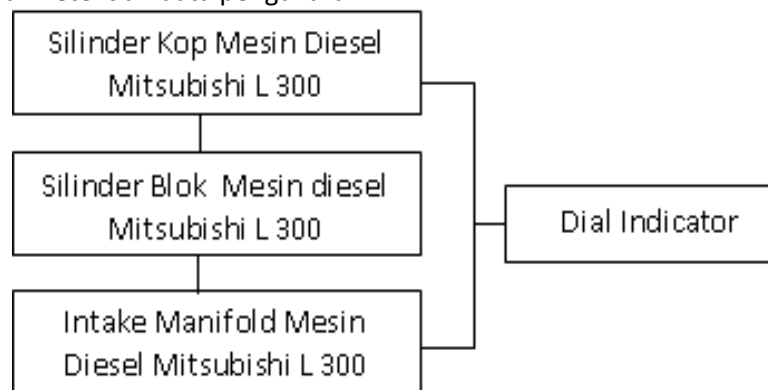 Silinder Kop Mesin Diesel
Mitsubishi L 300
Silinder Blok Mesin diesel
Mitsubishi L 300
Dial Indicator
Intake Manifold Mesin
Diesel Mitsubishi L 300